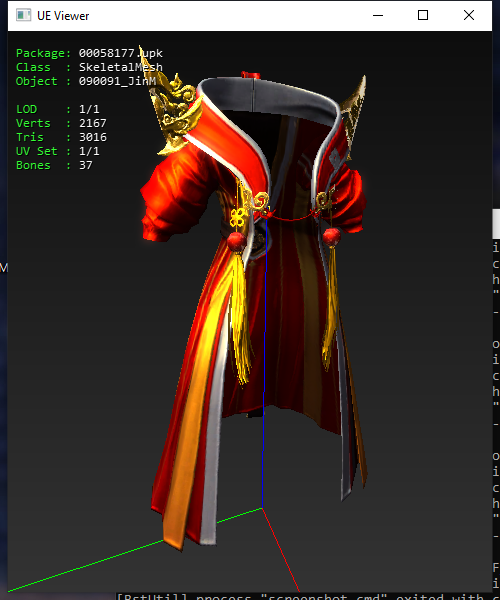 UE Viewer
Package: 00058177.upk
Class : SkeletalMesh
Object : 090091_JinM
LOD : 1/1
Verts : 2167
Tris : 3016
UV Set : 1/1
Bones : 37
M
i
c
h
"
-
o
i
c
h
"
-
o
i
c
h
"
-
F
i
[BstUtil] process "screenshot.cmd" exited with